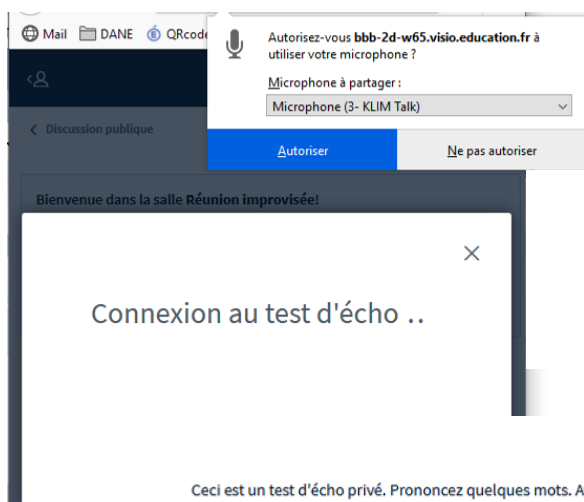 Mail DANE QRcode
Autorisez-vous bbb-2d-w65.visio.education.fr à
utiliser votre microphone ?
Microphone à partager :
Microphone (3- KLIM Talk)
Autoriser Ne pas autoriser
Discussion publique
Bienvenue dans la salle Réunion improvisée!
Connexion au test d'écho ..
Ceci est un test d'écho privé. Prononcez quelques mots. A